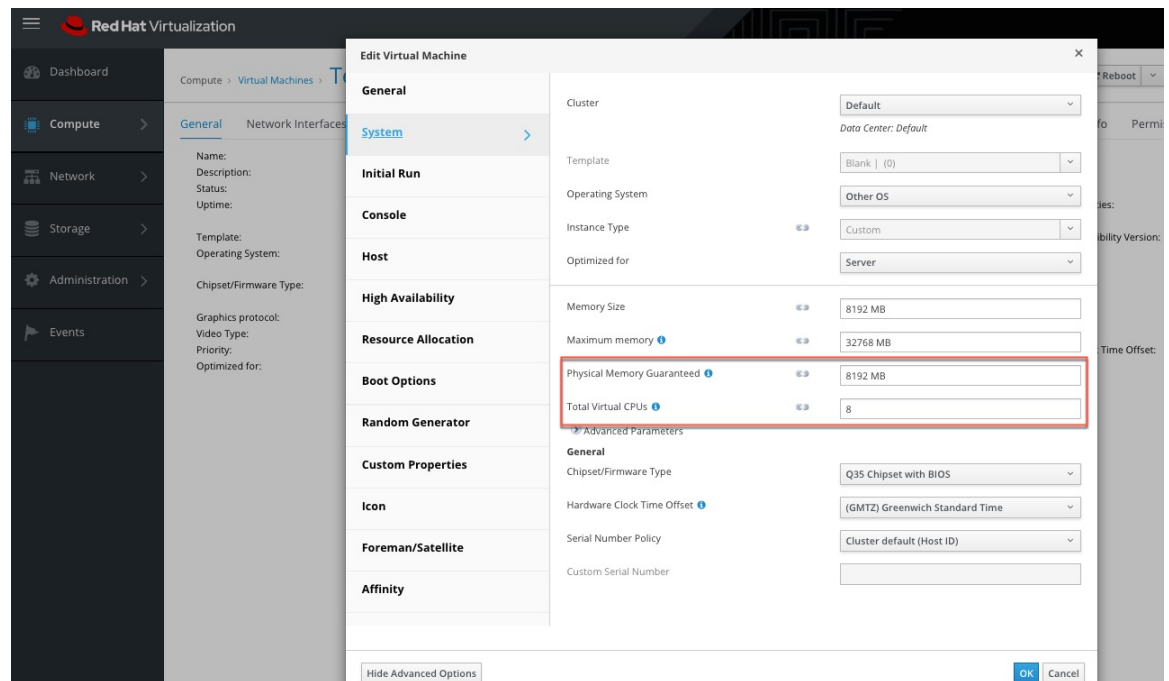 Red Hat Virtualization
Dashboard
Compute
Network
Storage
Administration
Events
Compute > Virtual Machines >
Reboot
General Network Interfaces
Name:
Description:
Status:
Uptime:
Template:
Operating System:
Chipset/Firmware Type:
Graphics protocol:
Video Type:
Priority:
Optimized for:
Edit Virtual Machine
General
System
Initial Run
Console
Host
High Availability
Resource Allocation
Boot Options
Random Generator
Custom Properties
Icon
Foreman/Satellite
Affinity
Cluster Default
Data Center: Default
Template Blank | (0)
Operating System Other OS
Instance Type Custom
Optimized for Server
Memory Size 8192 MB
Maximum memory 32768 MB
Physical Memory Guaranteed 8192 MB
Total Virtual CPUs 8
Advanced Parameters
General
Chipset/Firmware Type Q35 Chipset with BIOS
Hardware Clock Time Offset (GMTZ) Greenwich Standard Time
Serial Number Policy Cluster default (Host ID)
Custom Serial Number
Hide Advanced Options
OK Cancel
Version:
Time Offset: